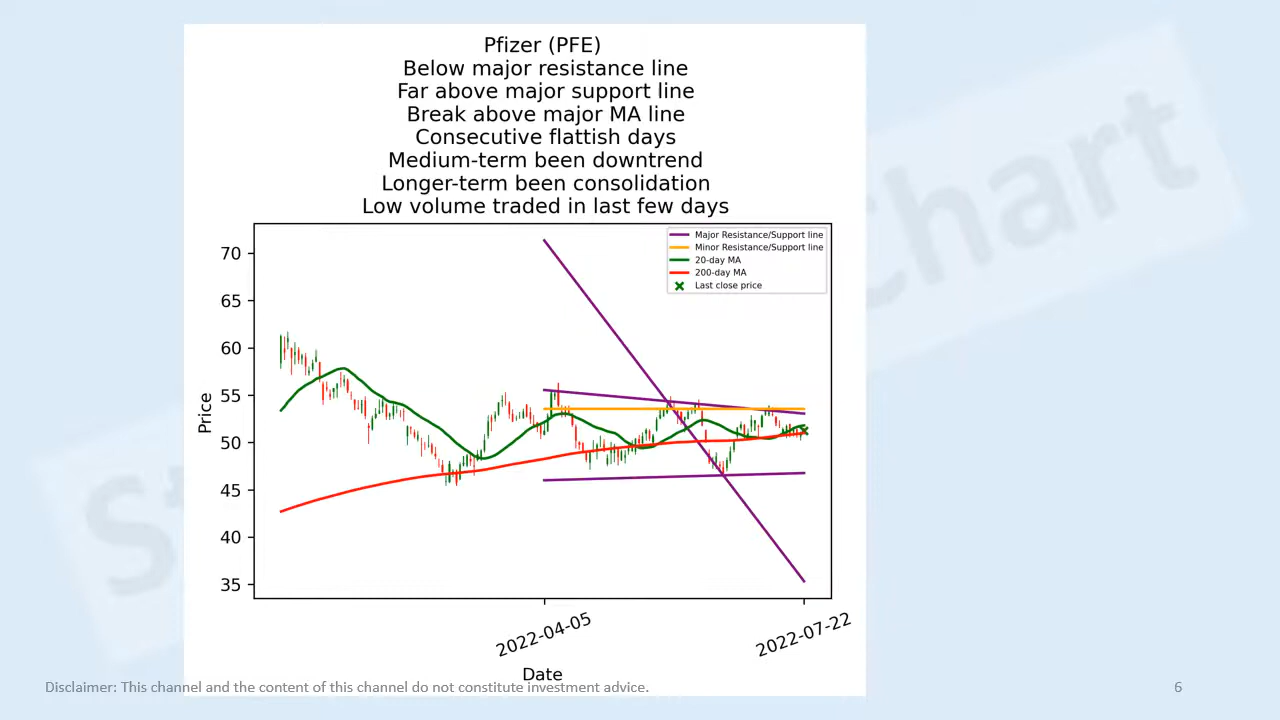 Pfizer (PFE)
Below major resistance line
Far above major support line
Break above major MA line
Consecutive flattish days
Medium-term been downtrend
Longer-term been consolidation
Low volume traded in last few days
Major Resistance/Support line
Minor Resistance/Support line
20-day MA
200-day MA
Last close price
70
65
60
55
50
45
40
35
Price
2022-04-05
2022-07-22
Date
Disclaimer: This channel and the content of this channel do not constitute investment advice.
6